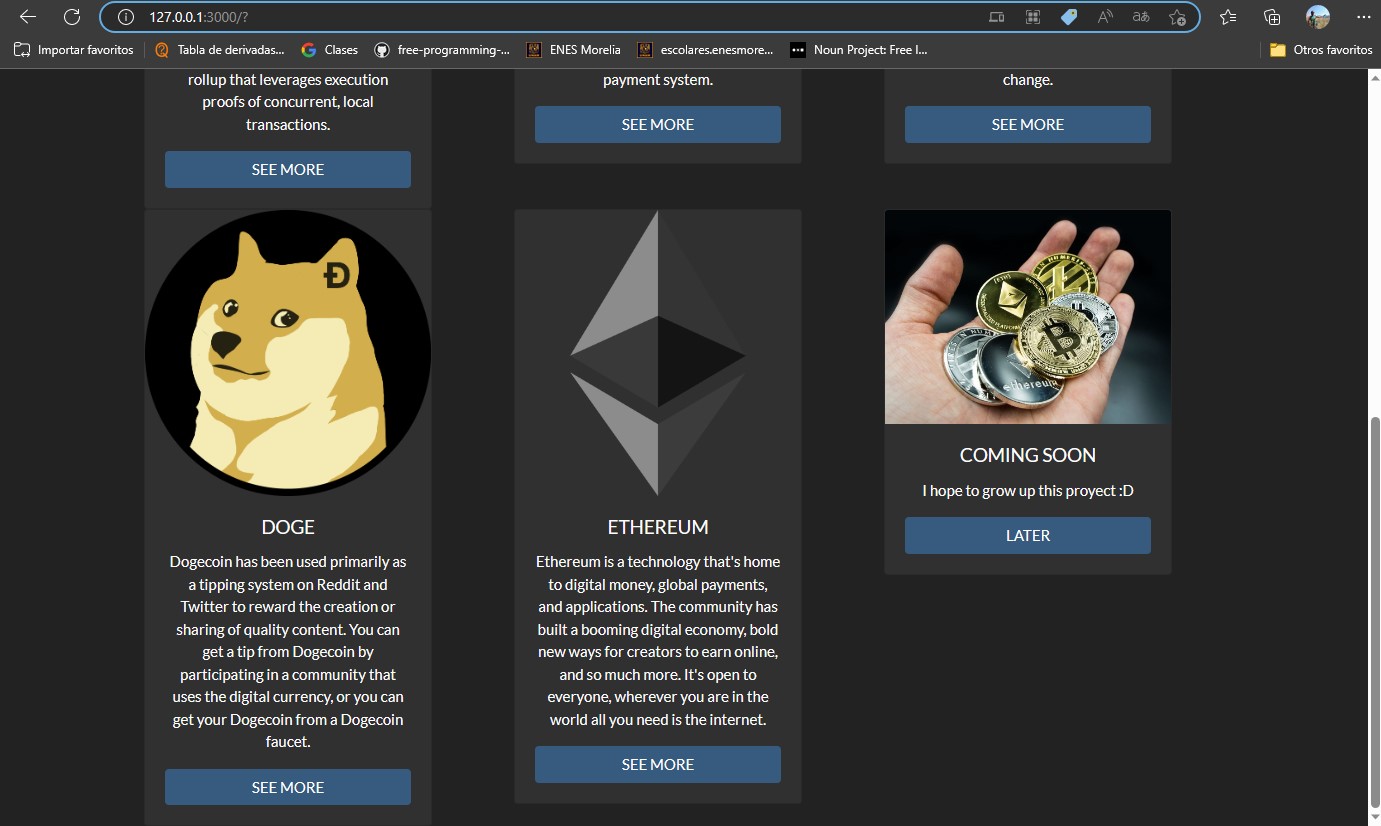 127.0.0.1:3000/?
Importar favoritos
Tabla de derivadas...
Clases
free-programming-...
ENES Morelia
escolares.enesmore...
Noun Project: Free I...
Otros favoritos
rollup that leverages execution
proofs of concurrent, local
transactions.
SEE MORE
payment system.
SEE MORE
change.
SEE MORE
Ð
DOGE
Dogecoin has been used primarily as
a tipping system on Reddit and
Twitter to reward the creation or
sharing of quality content. You can
get a tip from Dogecoin by
participating in a community that
uses the digital currency, or you can
get your Dogecoin from a Dogecoin
faucet.
SEE MORE
ETHEREUM
Ethereum is a technology that's home
to digital money, global payments,
and applications. The community has
built a booming digital economy, bold
new ways for creators to earn online,
and so much more. It's open to
everyone, wherever you are in the
world all you need is the internet.
SEE MORE
ethereum
COMING SOON
I hope to grow up this proyect :D
LATER